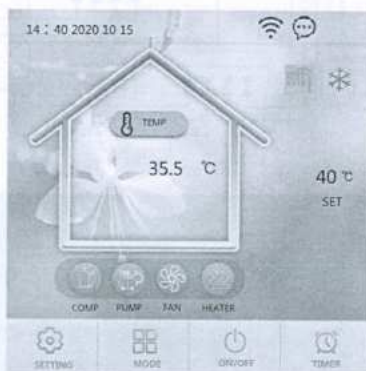 14：40 2020 10 15
TEMP
35.5 ℃
40 ℃
SET
COMP PUMP FAN HEATER
SETTING MODE ON/OFF TIMER